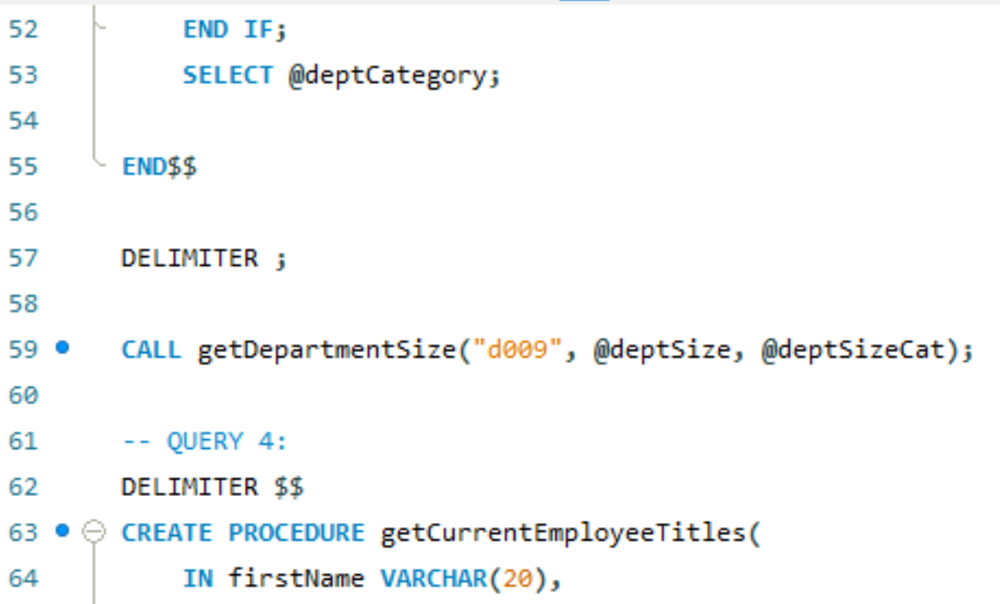 52 END IF;
53 SELECT @deptCategory;
54
55 END$$
56
57 DELIMITER ;
58
59 CALL getDepartmentSize("d009", @deptSize, @deptSizeCat);
60
61 -- QUERY 4:
62 DELIMITER $$
63 CREATE PROCEDURE getCurrentEmployeeTitles(
64 IN firstName VARCHAR(20),